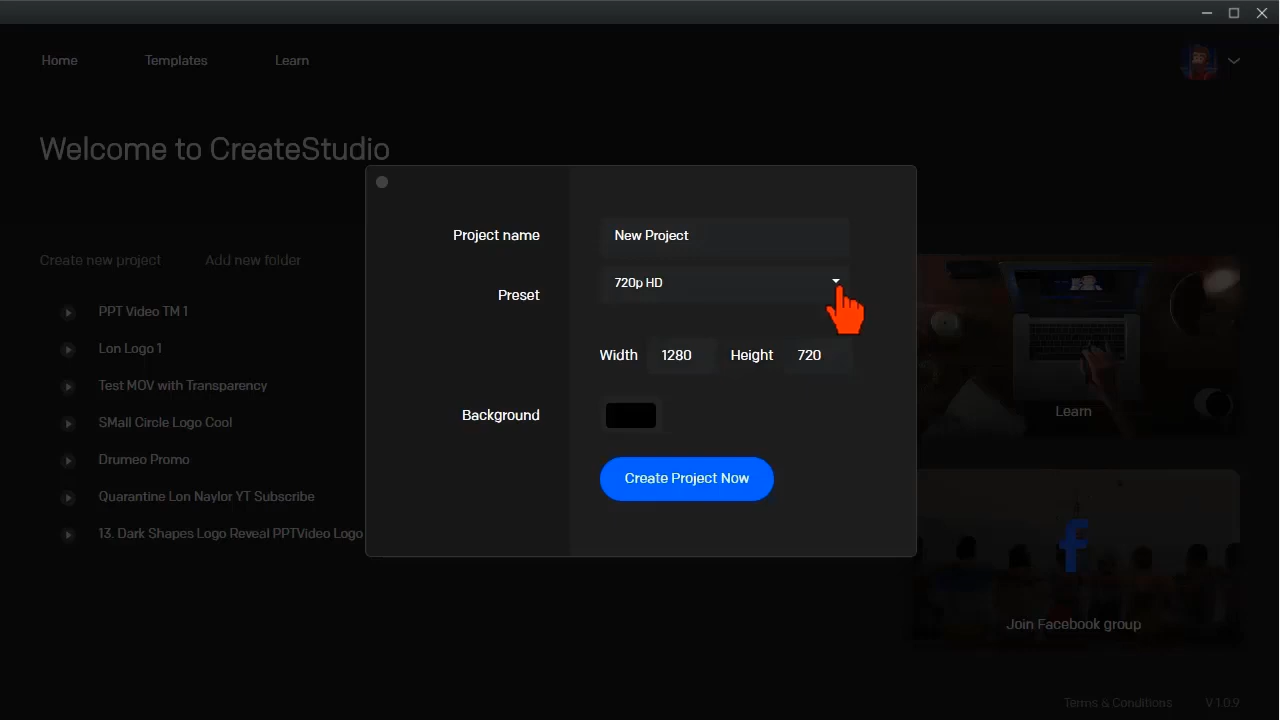 Home
Templates
Learn
Welcome to CreateStudio
Create new project
Add new folder
PPT Video TM 1
Lon Logo 1
Test MOV with Transparency
SMall Circle Logo Cool
Drumeo Promo
Quarantine Lon Naylor YT Subscribe
13. Dark Shapes Logo Reveal PPTVideo Logo
Project name
New Project
Preset
720p HD
Width
1280
Height
720
Background
Create Project Now
Learn
f
Join Facebook group
Terms & Conditions
V 1.0.9